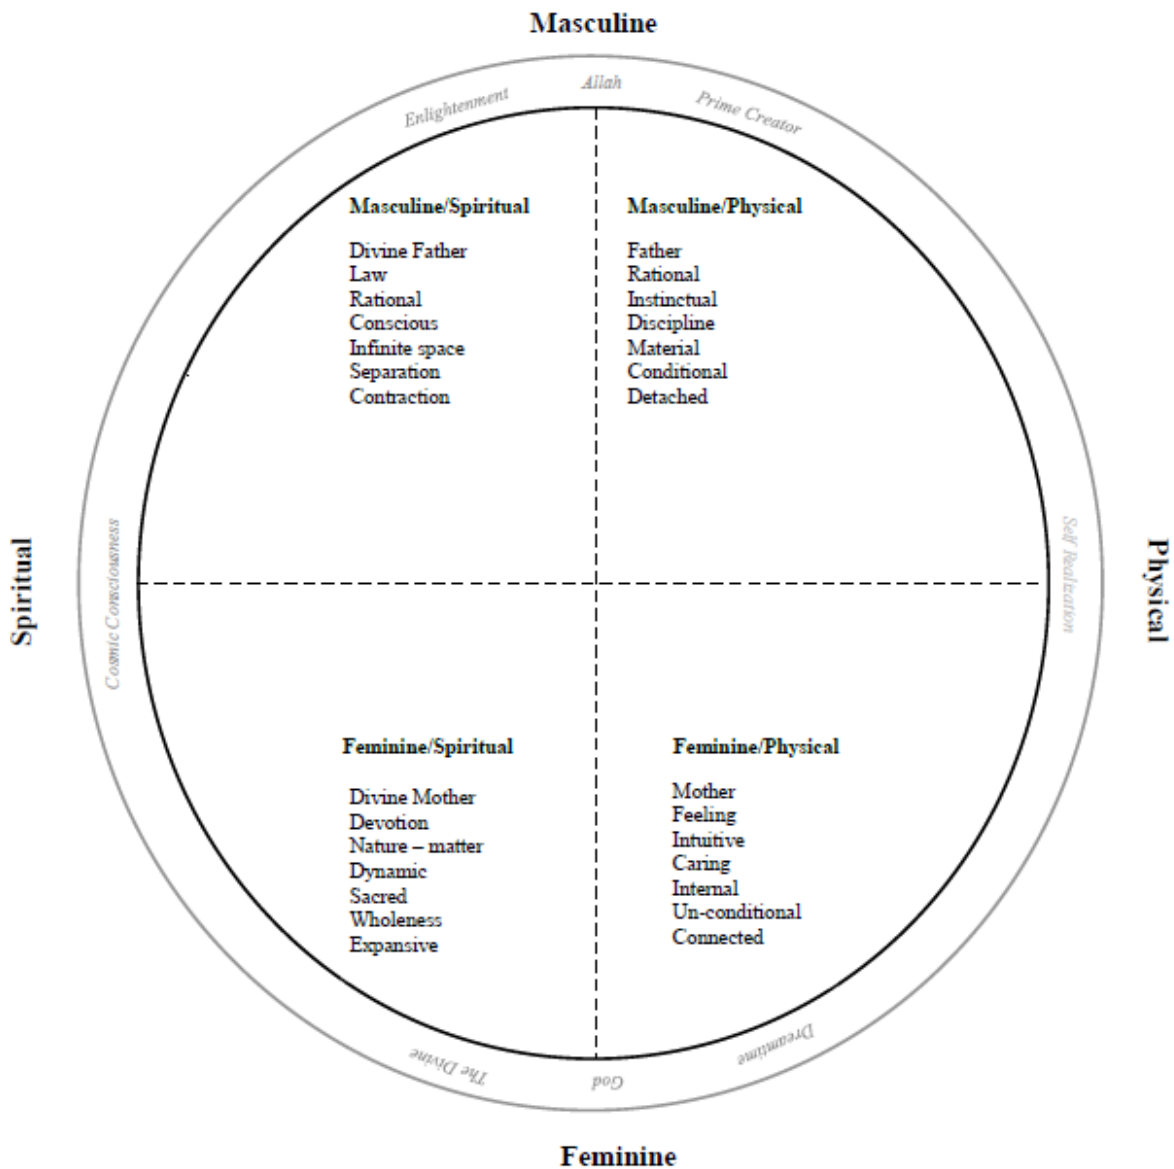 Masculine
Allah
Enlightenment
Prime Creator
Masculine/Spiritual
Divine Father
Law
Rational
Conscious
Infinite space
Separation
Contraction
Masculine/Physical
Father
Rational
Instinctual
Discipline
Material
Conditional
Detached
Spiritual
Cosmic Consciousness
Self Realization
Physical
Feminine/Spiritual
Divine Mother
Devotion
Nature – matter
Dynamic
Sacred
Wholeness
Expansive
Feminine/Physical
Mother
Feeling
Intuitive
Caring
Internal
Un-conditional
Connected
The Divine
God
Dreamtime
Feminine